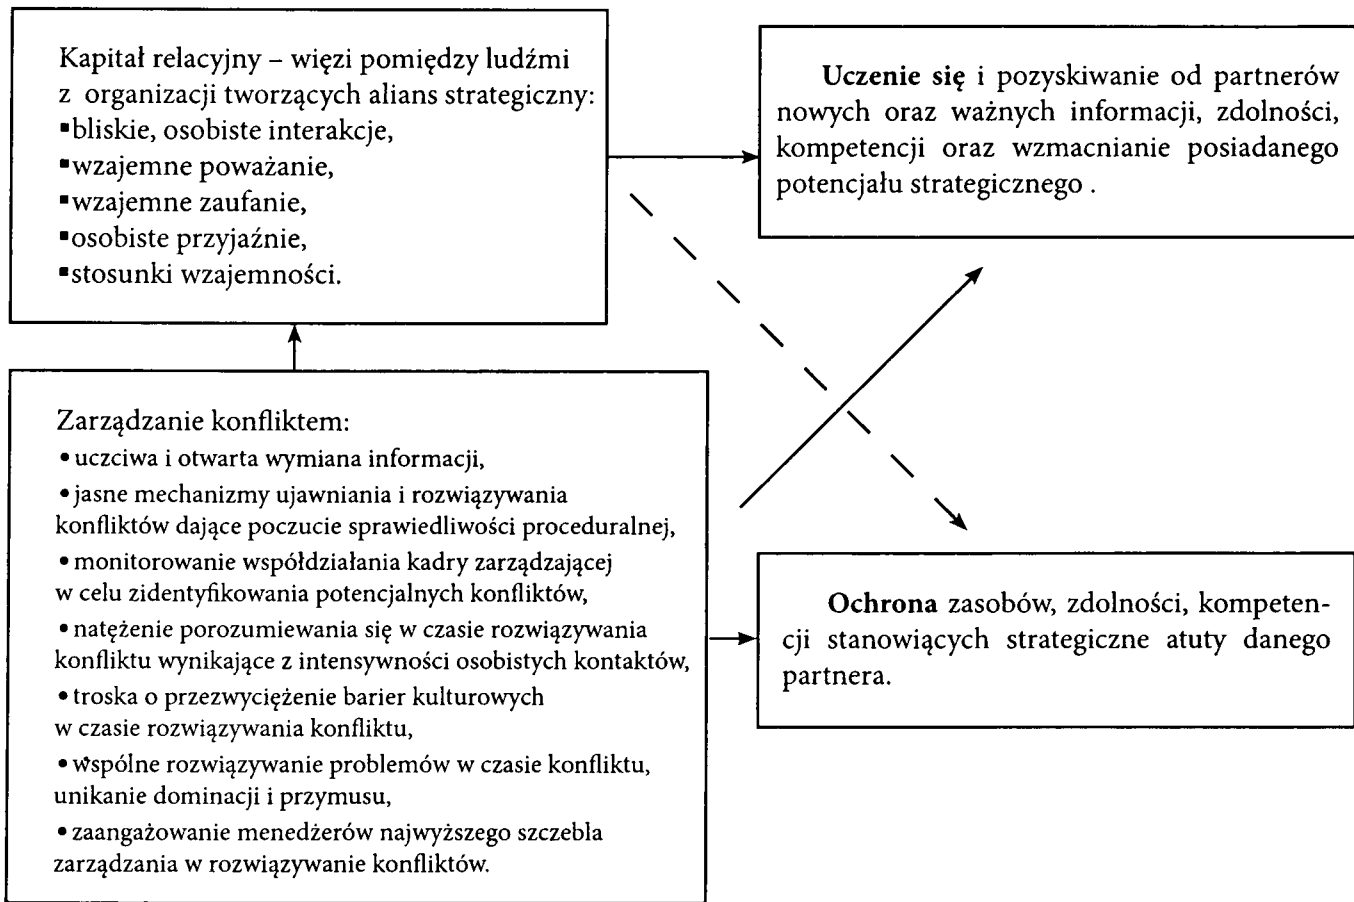 Kapitał relacyjny – więzi pomiędzy ludźmi
z organizacji tworzących alians strategiczny:
▪bliskie, osobiste interakcje,
▪wzajemne poważanie,
▪wzajemne zaufanie,
▪osobiste przyjaźnie,
▪stosunki wzajemności.
Uczenie się i pozyskiwanie od partnerów
nowych oraz ważnych informacji, zdolności,
kompetencji oraz wzmacnianie posiadanego
potencjału strategicznego .
Zarządzanie konfliktem:
• uczciwa i otwarta wymiana informacji,
• jasne mechanizmy ujawniania i rozwiązywania
konfliktów dające poczucie sprawiedliwości proceduralnej,
• monitorowanie współdziałania kadry zarządzającej
w celu zidentyfikowania potencjalnych konfliktów,
• natężenie porozumiewania się w czasie rozwiązywania
konfliktu wynikające z intensywności osobistych kontaktów,
• troska o przezwyciężenie barier kulturowych
w czasie rozwiązywania konfliktu,
• wspólne rozwiązywanie problemów w czasie konfliktu,
unikanie dominacji i przymusu,
• zaangażowanie menedżerów najwyższego szczebla
zarządzania w rozwiązywanie konfliktów.
Ochrona zasobów, zdolności, kompeten-
cji stanowiących strategiczne atuty danego
partnera.